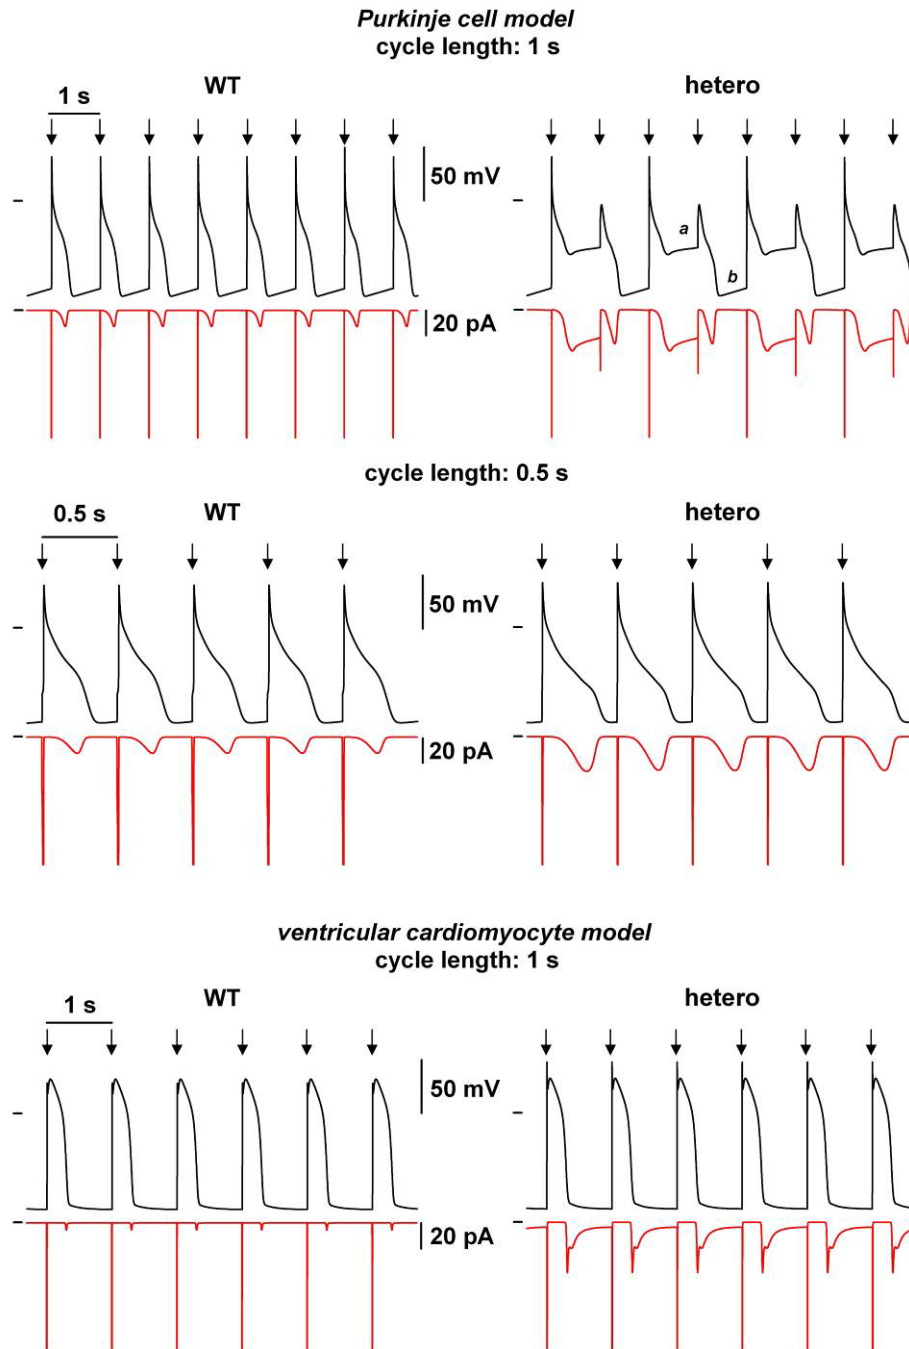 Purkinje cell model
cycle length: 1 s
WT
hetero
1 s
50 mV
a
b
20 pA
cycle length: 0.5 s
WT
hetero
0.5 s
50 mV
20 pA
ventricular cardiomyocyte model
cycle length: 1 s
WT
hetero
1 s
50 mV
20 pA